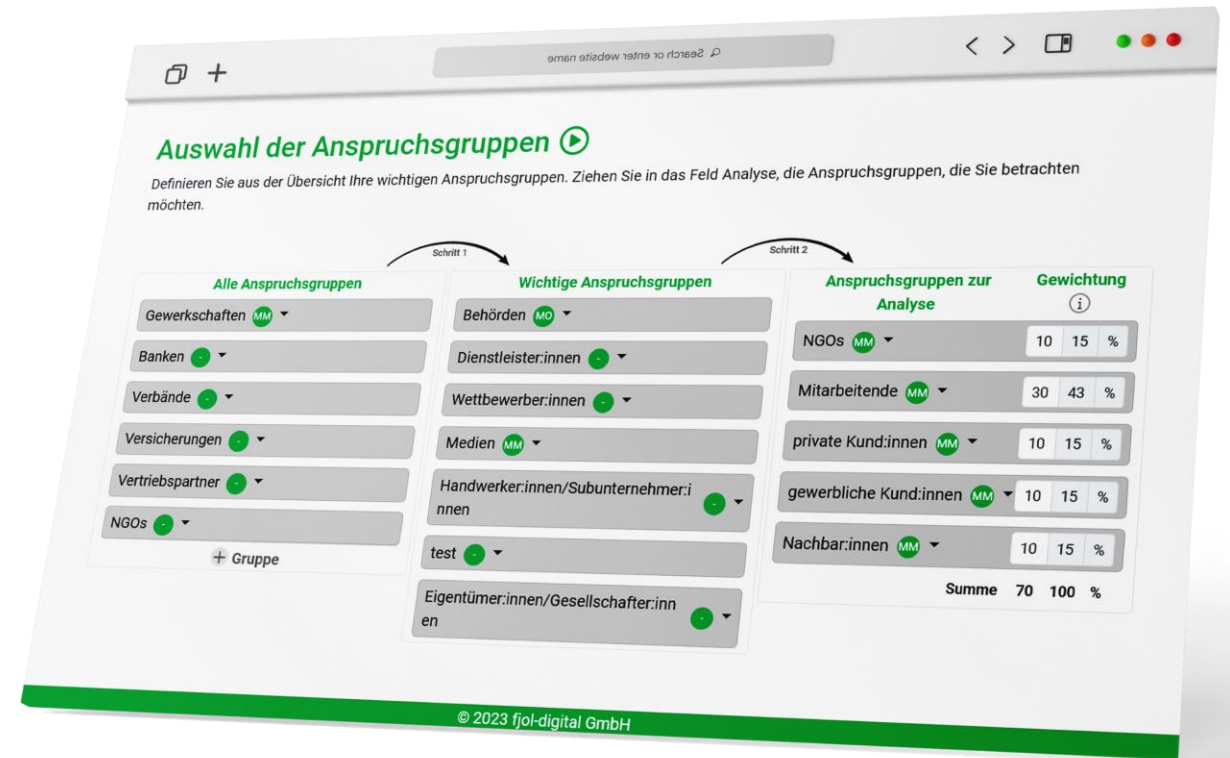 Search or enter website name
Auswahl der Anspruchsgruppen
Definieren Sie aus der Übersicht Ihre wichtigen Anspruchsgruppen. Ziehen Sie in das Feld Analyse, die Anspruchsgruppen, die Sie betrachten
möchten.
Schritt 1
Schritt 2
Alle Anspruchsgruppen
Gewerkschaften MM
Banken -
Verbände -
Versicherungen -
Vertriebspartner -
NGOs -
+ Gruppe
Wichtige Anspruchsgruppen
Behörden MO
Dienstleister:innen -
Wettbewerber:innen -
Medien MM
Handwerker:innen/Subunternehmer:i
nnen -
test -
Eigentümer:innen/Gesellschafter:inn
en -
Anspruchsgruppen zur
Analyse
Gewichtung
i
NGOs MM 10 15 %
Mitarbeitende MM 30 43 %
private Kund:innen MM 10 15 %
gewerbliche Kund:innen MM 10 15 %
Nachbar:innen MM 10 15 %
Summe 70 100 %
© 2023 fjol-digital GmbH